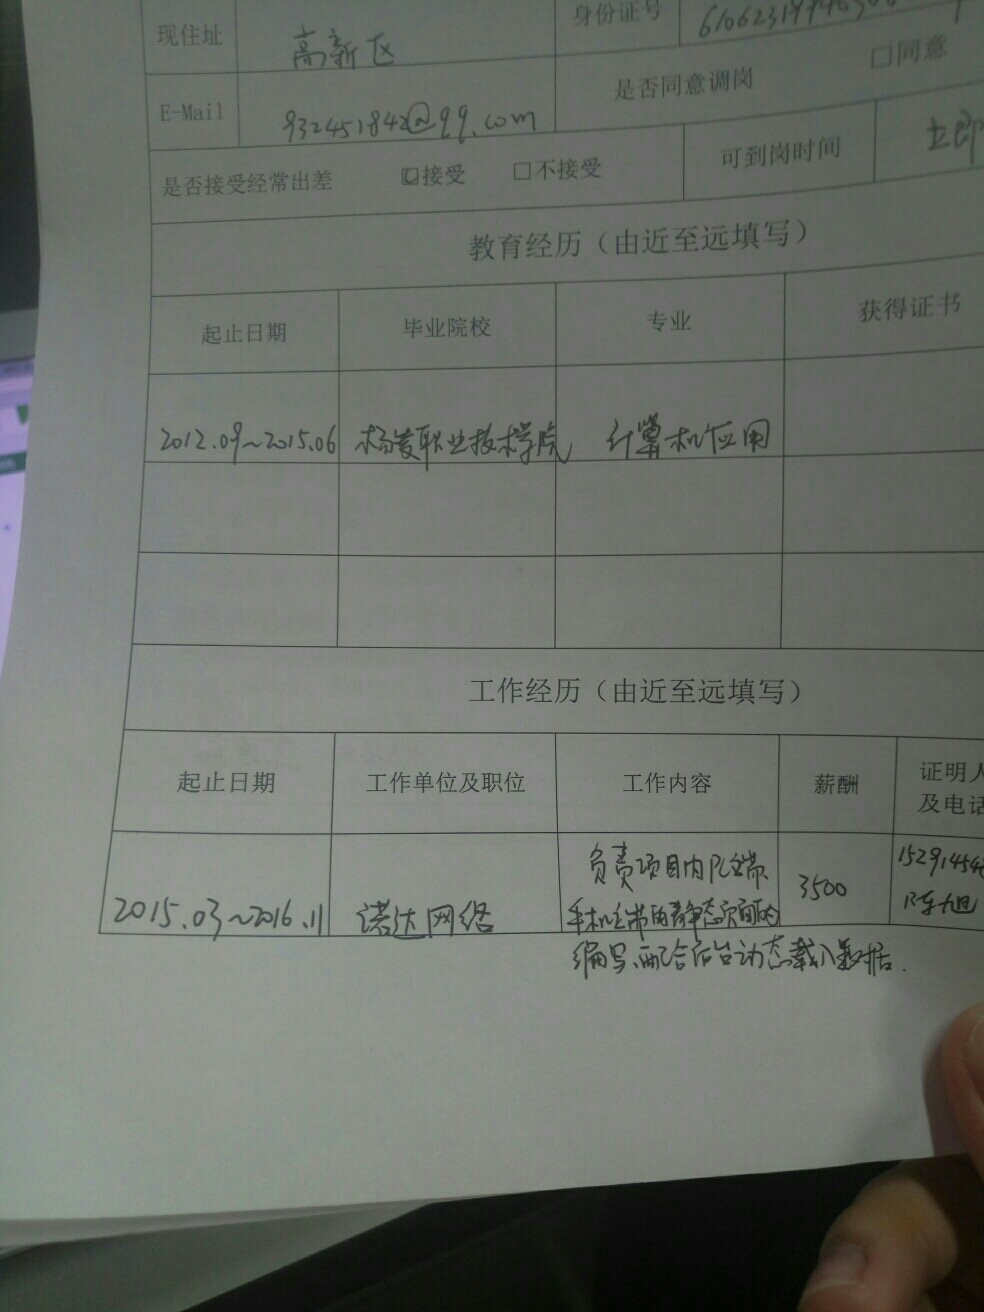 现住址 高新区 身份证号
E-Mail 932451842@qq.com 是否同意调岗 □同意
是否接受经常出差 ☑接受 □不接受 可到岗时间 立即
教育经历（由近至远填写）
起止日期 毕业院校 专业 获得证书
2012.09~2015.06 杨凌职业技术学院 计算机应用
工作经历（由近至远填写）
起止日期 工作单位及职位 工作内容 薪酬 证明人
及电话
2015.03~2016.11 诺达网络 负责项目内PC端、 3500 1529145
手机端的静态页面的 陈旭
编写、配合后台动态载入数据.